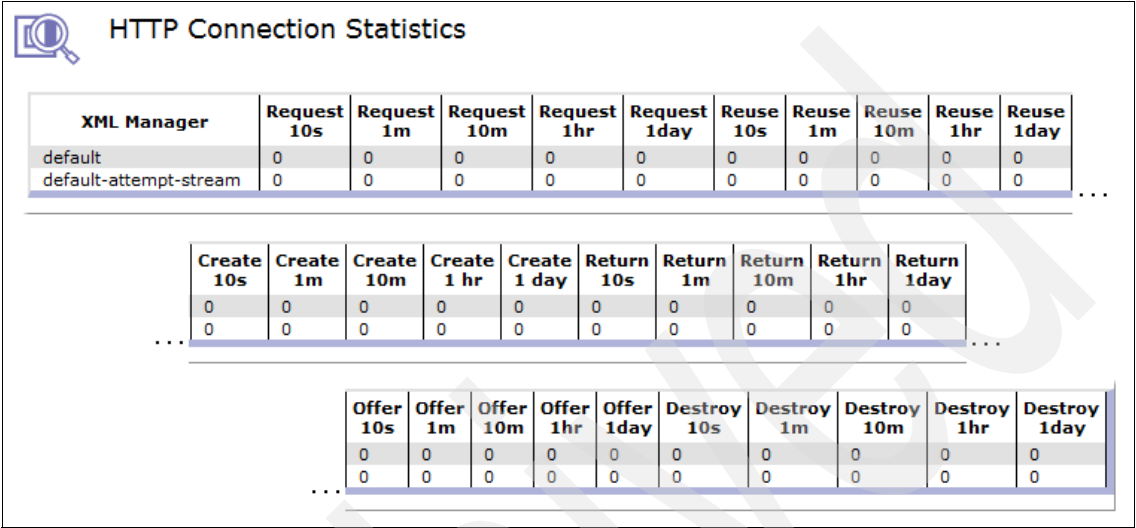 HTTP Connection Statistics
XML Manager Request 10s Request 1m Request 10m Request 1hr Request 1day Reuse 10s Reuse 1m Reuse 10m Reuse 1hr Reuse 1day
default 0 0 0 0 0 0 0 0 0 0
default-attempt-stream 0 0 0 0 0 0 0 0 0 0
...
Create 10s Create 1m Create 10m Create 1 hr Create 1 day Return 10s Return 1m Return 10m Return 1hr Return 1day
0 0 0 0 0 0 0 0 0 0
... 0 0 0 0 0 0 0 0 0 0 ...
Offer 10s Offer 1m Offer 10m Offer 1hr Offer 1day Destroy 10s Destroy 1m Destroy 10m Destroy 1hr Destroy 1day
0 0 0 0 0 0 0 0 0 0
... 0 0 0 0 0 0 0 0 0 0